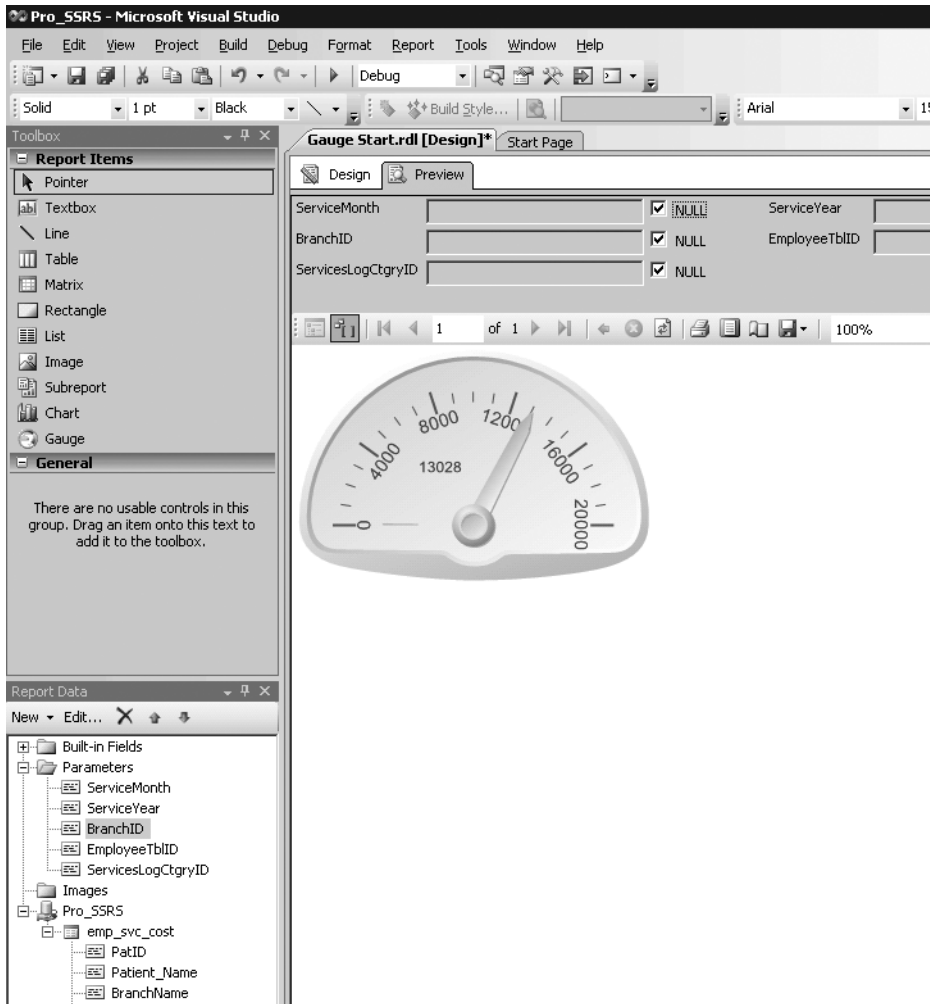 Pro_SSRS - Microsoft Visual Studio
File Edit View Project Build Debug Format Report Tools Window Help
Debug
Solid 1 pt Black Build Style... Arial
Toolbox
Report Items
Pointer
Textbox
Line
Table
Matrix
Rectangle
List
Image
Subreport
Chart
Gauge
General
There are no usable controls in this
group. Drag an item onto this text to
add it to the toolbox.
Report Data
New Edit...
Built-in Fields
Parameters
ServiceMonth
ServiceYear
BranchID
EmployeeTblID
ServicesLogCtgryID
Images
Pro_SSRS
emp_svc_cost
PatID
Patient_Name
BranchName
Gauge Start.rdl [Design]* Start Page
Design Preview
ServiceMonth NULL ServiceYear
BranchID NULL EmployeeTblID
ServicesLogCtgryID NULL
1 of 1 100%
0
4000
8000
1200
16000
20000
13028